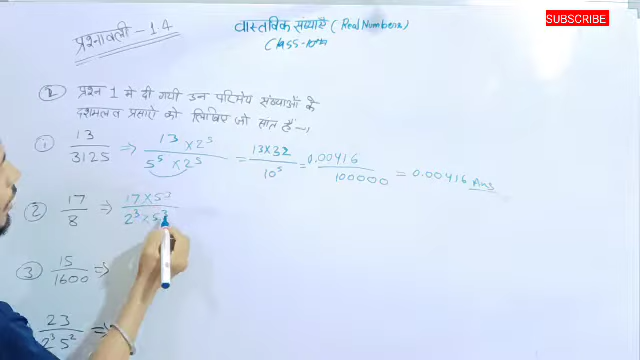 प्रश्नावली - 1.4
वास्तविक संख्याएँ (Real Numbers)
Class-10th
SUBSCRIBE
② प्रश्न 1 मे दी गयी उन परिमेय संख्याओं के
दशमलव प्रसारो को लिखिए जो सांत हैं -
① 13/3125 ⇒ 13 × 2⁵ / 5⁵ × 2⁵ = 13×32 / 10⁵ = 0.00416 / 100000 = 0.00416 Ans
② 17/8 ⇒ 17 × 5³ / 2³ × 5³
③ 15/1600 ⇒
23/2³ 5² ⇒